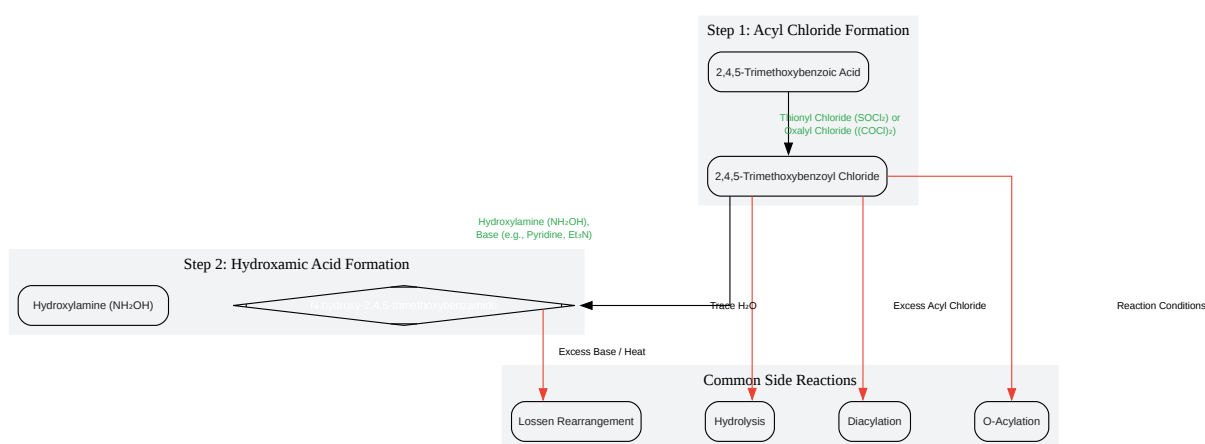 Step 1: Acyl Chloride Formation
2,4,5-Trimethoxybenzoic Acid
Thionyl Chloride (SOCl₂) or
Oxalyl Chloride ((COCl)₂)
2,4,5-Trimethoxybenzoyl Chloride
Hydroxylamine (NH₂OH),
Base (e.g., Pyridine, Et₃N)
Step 2: Hydroxamic Acid Formation
Hydroxylamine (NH₂OH)
Trace H₂O
Excess Acyl Chloride
Reaction Conditions
Excess Base / Heat
Common Side Reactions
Lossen Rearrangement
Hydrolysis
Diacylation
O-Acylation